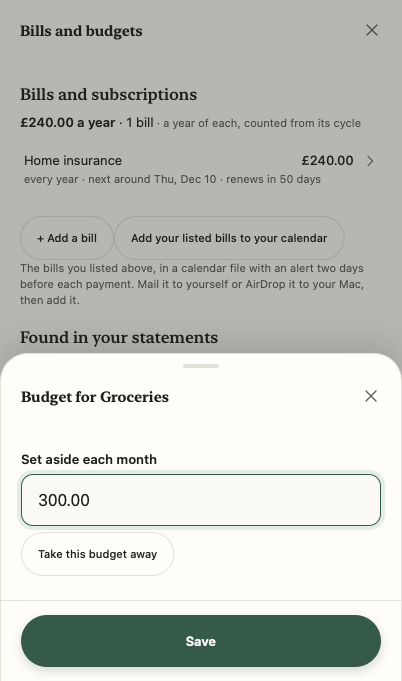 Bills and budgets
Bills and subscriptions
£240.00 a year · 1 bill · a year of each, counted from its cycle
Home insurance £240.00
every year · next around Thu, Dec 10 · renews in 50 days
+ Add a bill Add your listed bills to your calendar
The bills you listed above, in a calendar file with an alert two days
before each payment. Mail it to yourself or AirDrop it to your Mac,
then add it.
Found in your statements
Budget for Groceries
Set aside each month
300.00
Take this budget away
Save